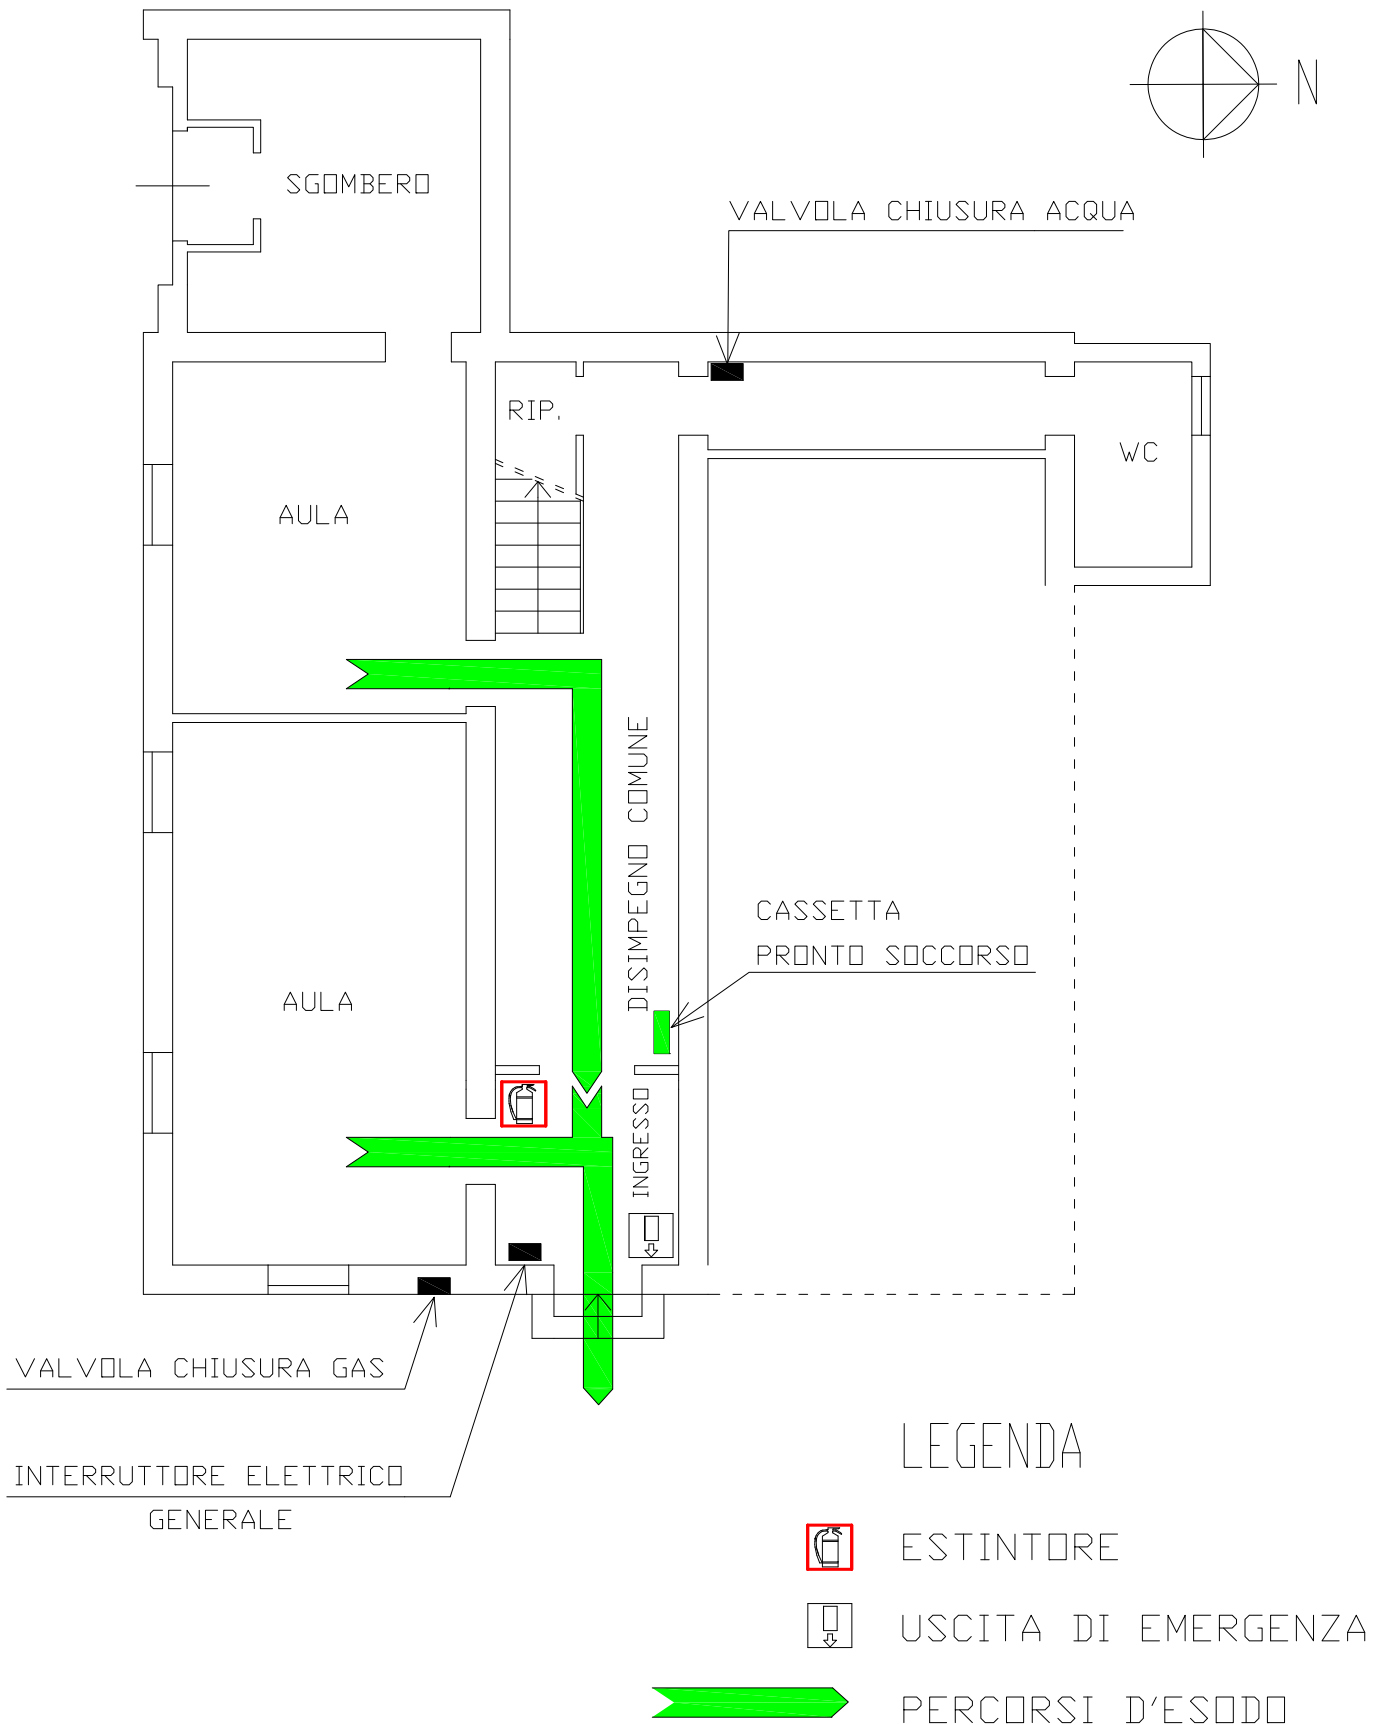 N
SGOMBERO
VALVOLA CHIUSURA ACQUA
RIP.
WC
AULA
DISIMPEGNO COMUNE
CASSETTA
PRONTO SOCCORSO
AULA
INGRESSO
VALVOLA CHIUSURA GAS
INTERRUTTORE ELETTRICO
GENERALE
LEGENDA
ESTINTORE
USCITA DI EMERGENZA
PERCORSI D'ESODO